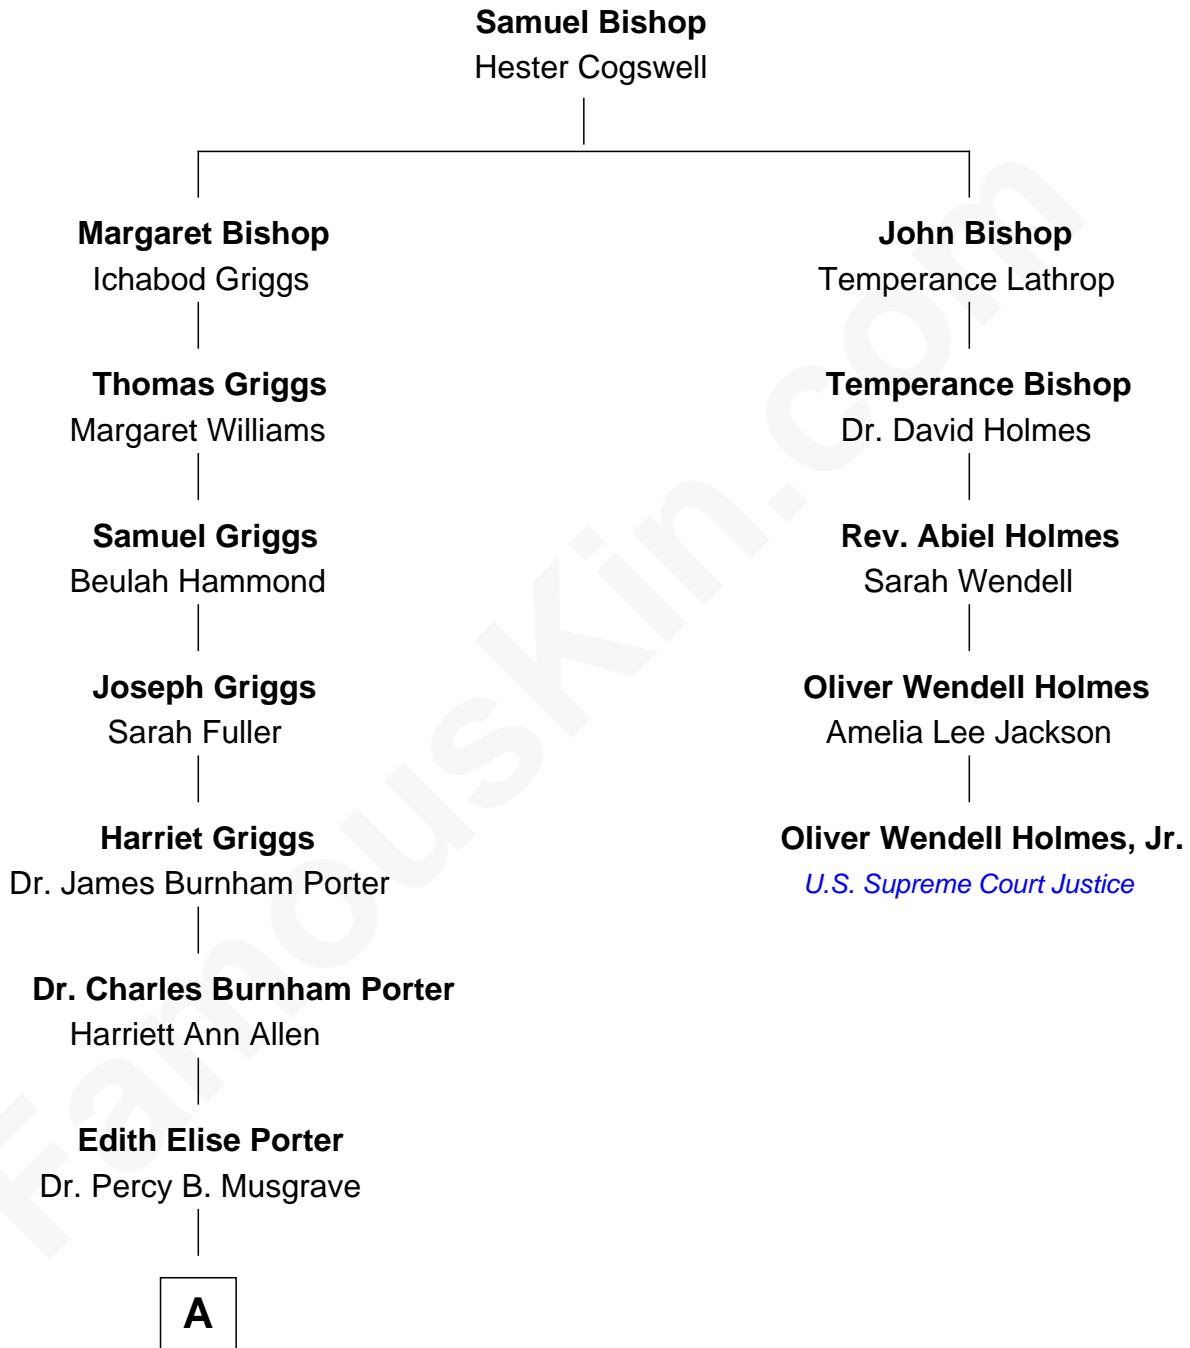 Samuel Bishop
Hester Cogswell
Margaret Bishop
Ichabod Griggs
John Bishop
Temperance Lathrop
Thomas Griggs
Margaret Williams
Temperance Bishop
Dr. David Holmes
Samuel Griggs
Beulah Hammond
Rev. Abiel Holmes
Sarah Wendell
Joseph Griggs
Sarah Fuller
Oliver Wendell Holmes
Amelia Lee Jackson
Harriet Griggs
Dr. James Burnham Porter
Oliver Wendell Holmes, Jr.
U.S. Supreme Court Justice
Dr. Charles Burnham Porter
Harriett Ann Allen
Edith Elise Porter
Dr. Percy B. Musgrave
A
FamousKin.com